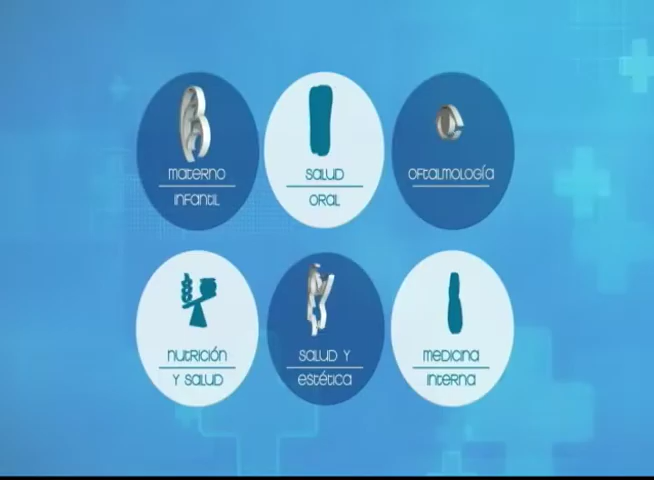 materno
infantil
salud
oral
oftalmología
nutrición
y salud
salud y
estética
medicina
interna